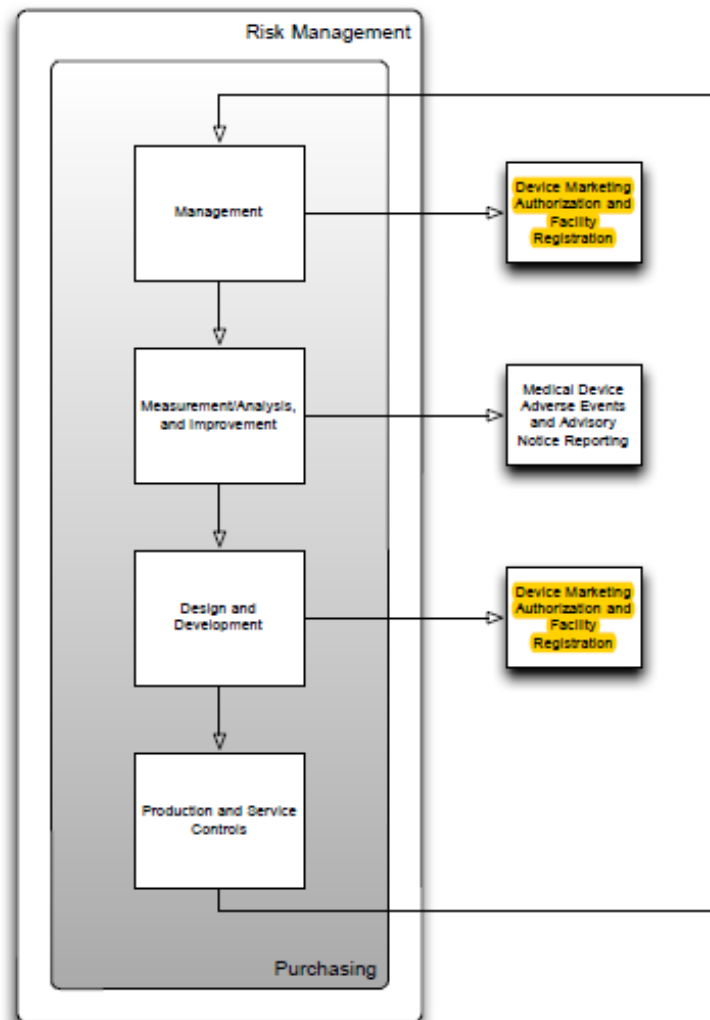 Risk Management
Management
Device Marketing
Authorization and
Facility
Registration
Measurement/Analysis,
and Improvement
Medical Device
Adverse Events
and Advisory
Notice Reporting
Design and
Development
Device Marketing
Authorization and
Facility
Registration
Production and Service
Controls
Purchasing